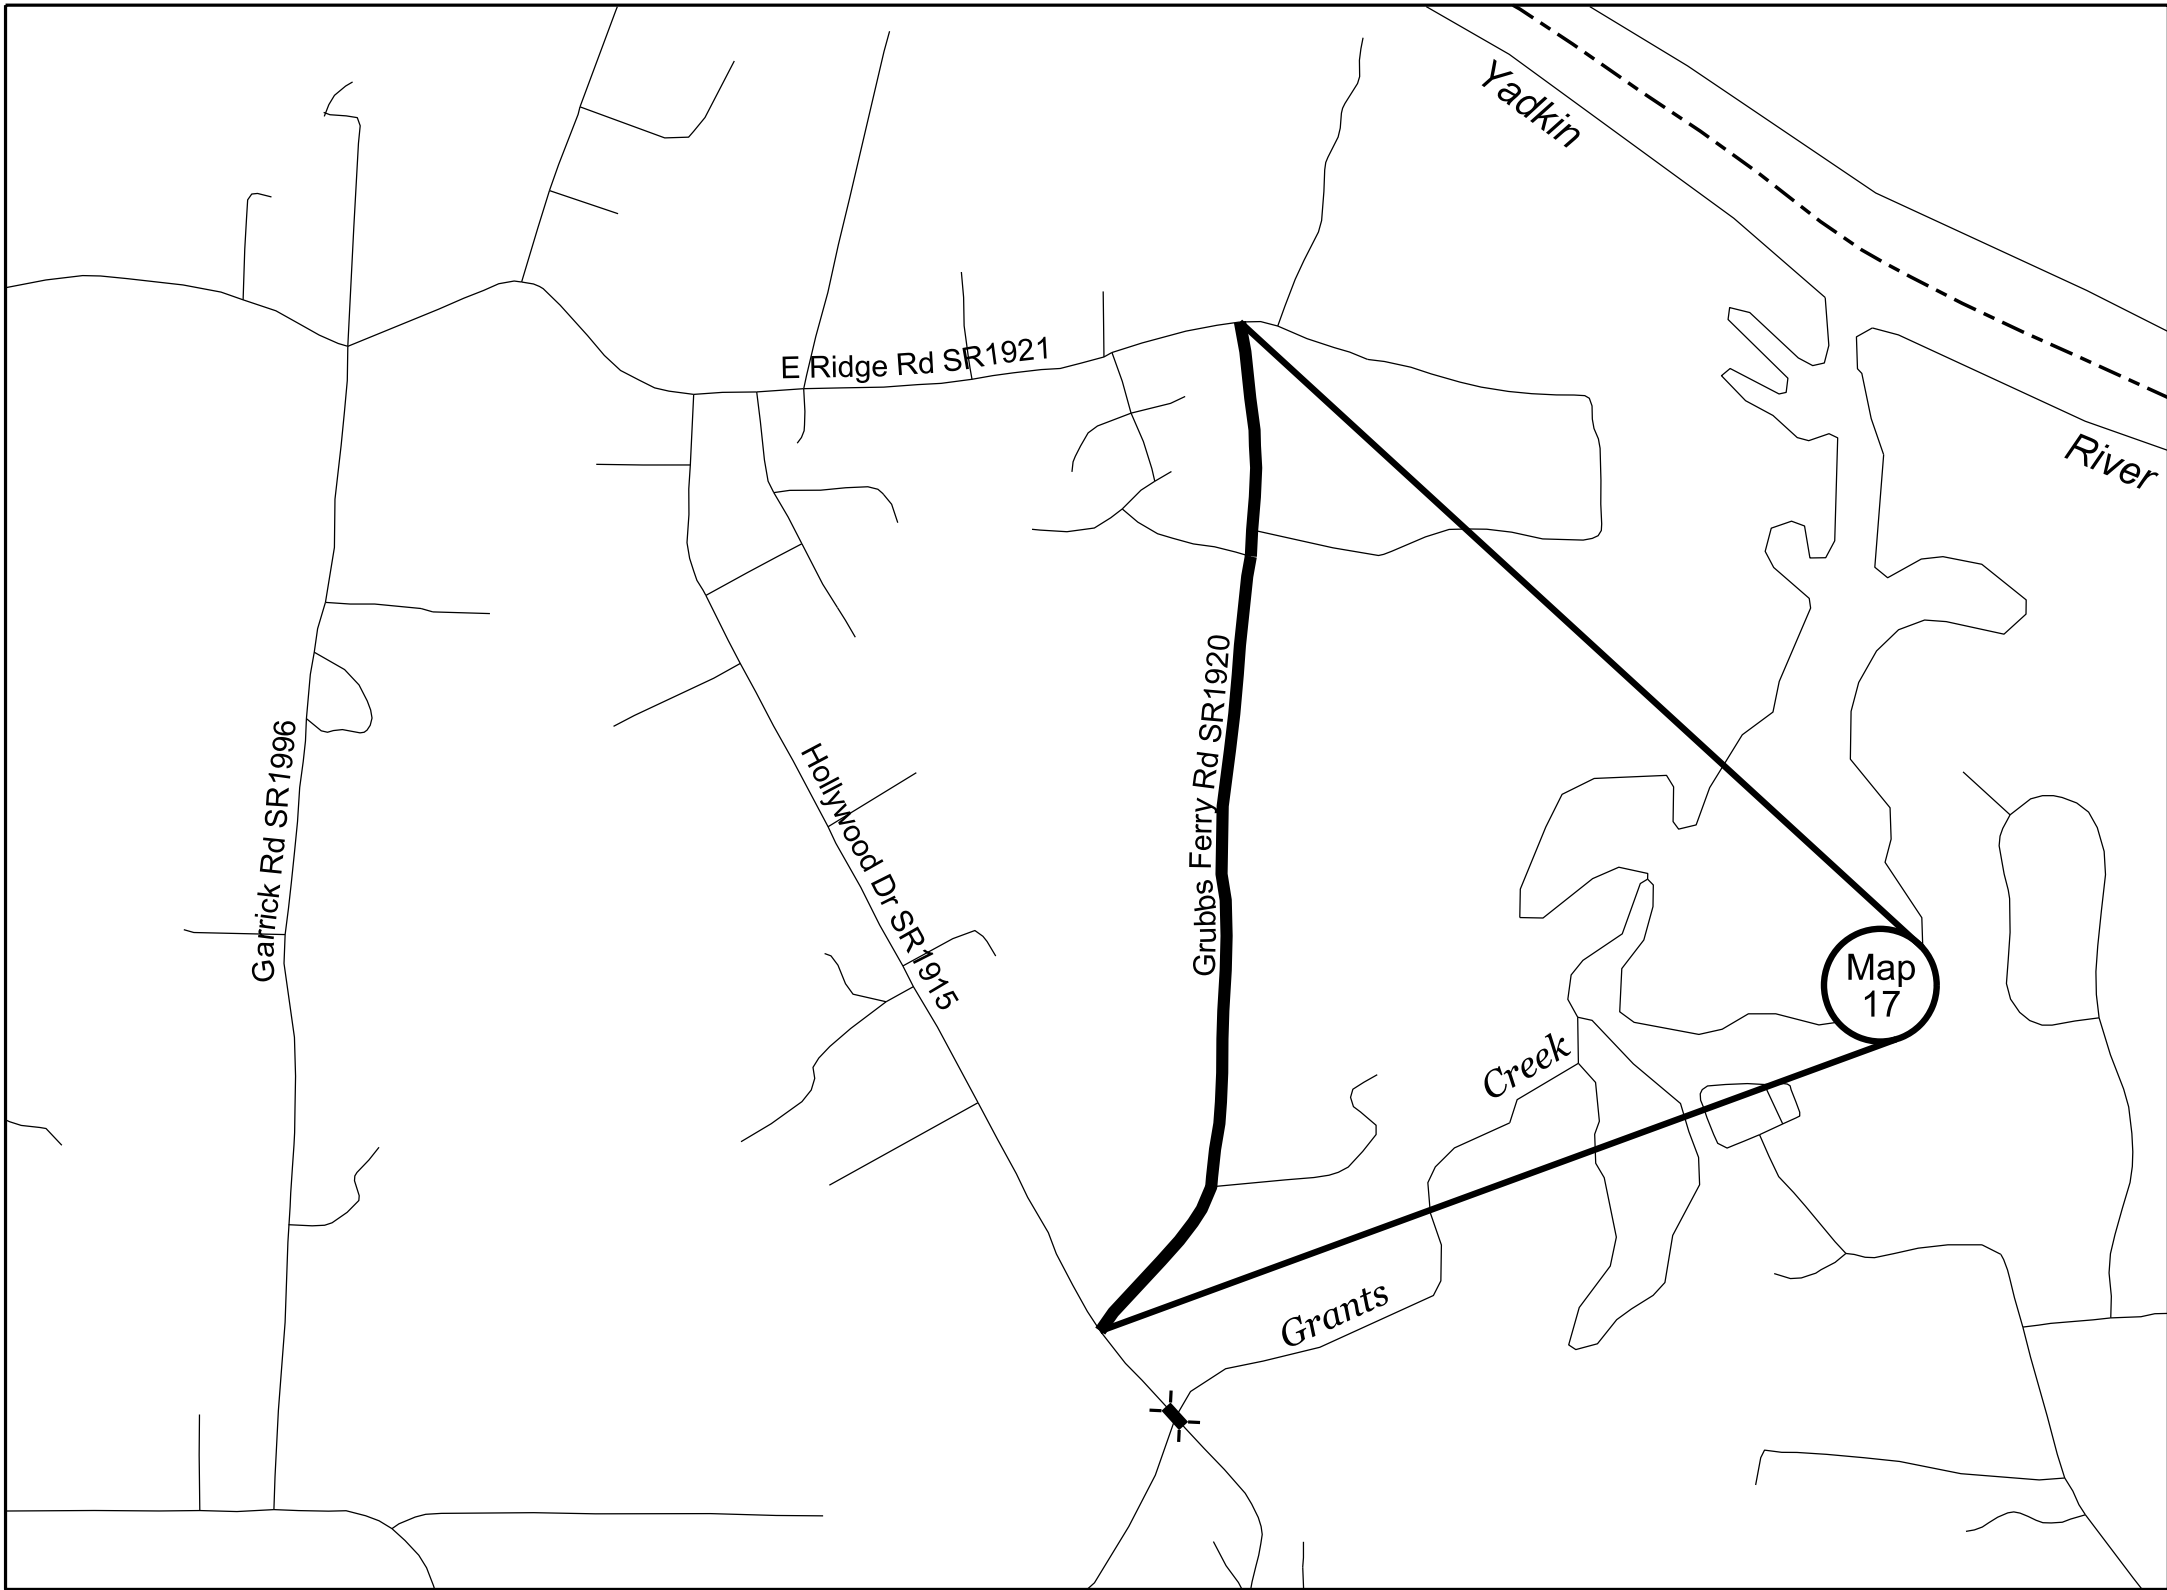 Yadkin
E Ridge Rd SR1921
River
Grubbs Ferry Rd SR1920
Garrick Rd SR1996
Hollywood Dr SR1915
Map
17
Creek
Grants